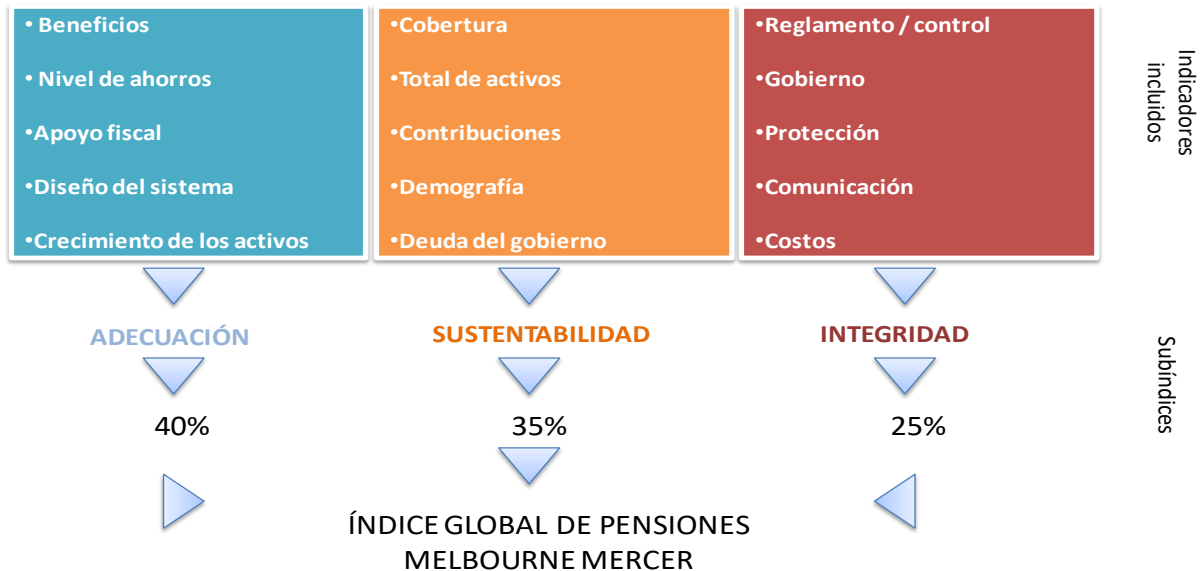 • Beneficios
• Nivel de ahorros
•Apoyo fiscal
•Diseño del sistema
•Crecimiento de los activos
•Cobertura
•Total de activos
•Contribuciones
•Demografía
•Deuda del gobierno
•Reglamento / control
•Gobierno
•Protección
•Comunicación
•Costos
Indicadores
incluidos
ADECUACIÓN
SUSTENTABILIDAD
INTEGRIDAD
Subíndices
40%
35%
25%
ÍNDICE GLOBAL DE PENSIONES
MELBOURNE MERCER